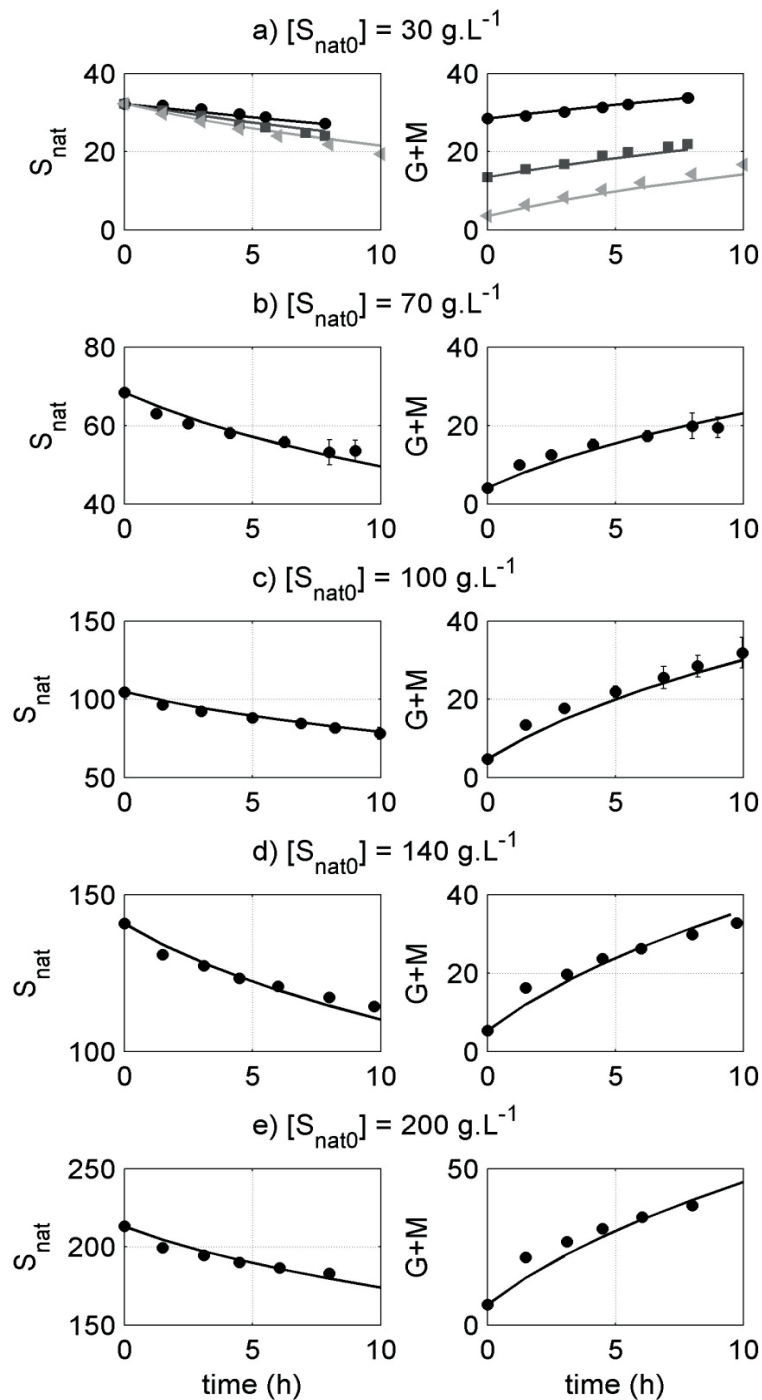 a) [S_nat0] = 30 g.L^-1
S_nat
40
20
0
0 5 10
G+M
40
20
0
0 5 10
b) [S_nat0] = 70 g.L^-1
S_nat
80
60
40
0 5 10
G+M
40
20
0
0 5 10
c) [S_nat0] = 100 g.L^-1
S_nat
150
100
50
0 5 10
G+M
40
20
0
0 5 10
d) [S_nat0] = 140 g.L^-1
S_nat
150
100
0 5 10
G+M
40
20
0
0 5 10
e) [S_nat0] = 200 g.L^-1
S_nat
250
200
150
0 5 10
time (h)
G+M
50
0
0 5 10
time (h)